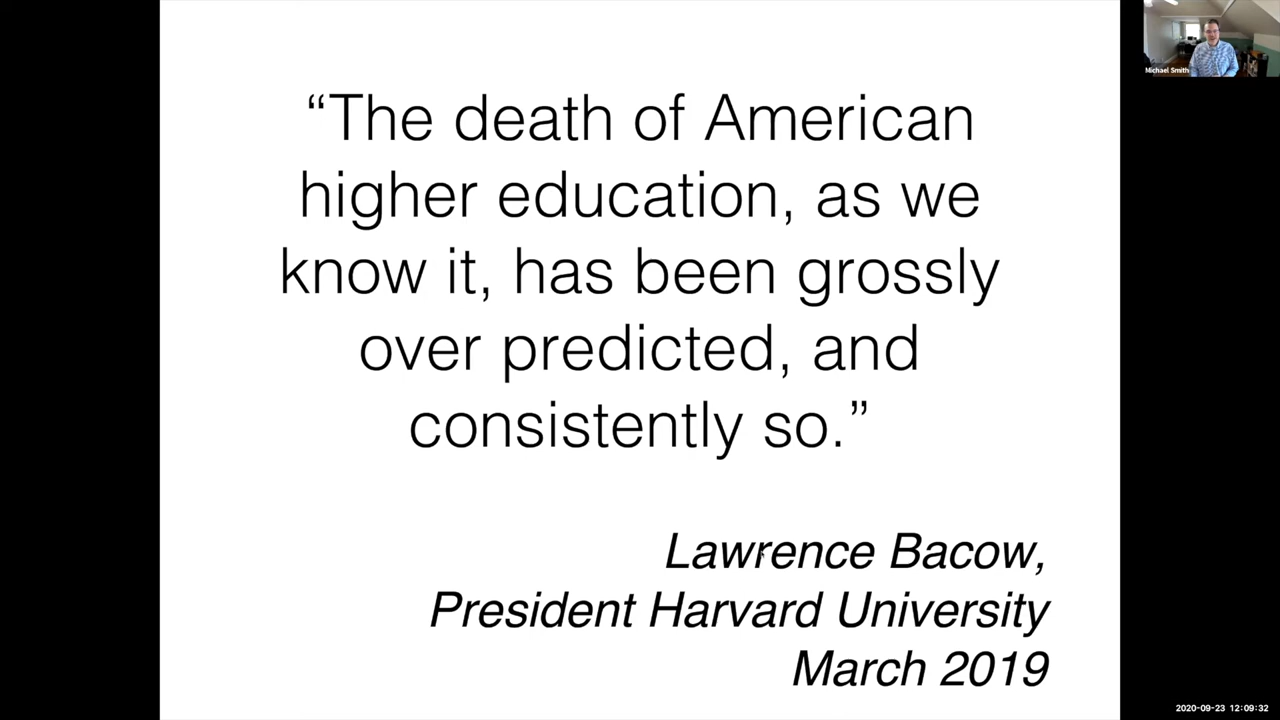 Michael Smith
“The death of American
higher education, as we
know it, has been grossly
over predicted, and
consistently so.”
Lawrence Bacow,
President Harvard University
March 2019
2020-09-23 12:09:32